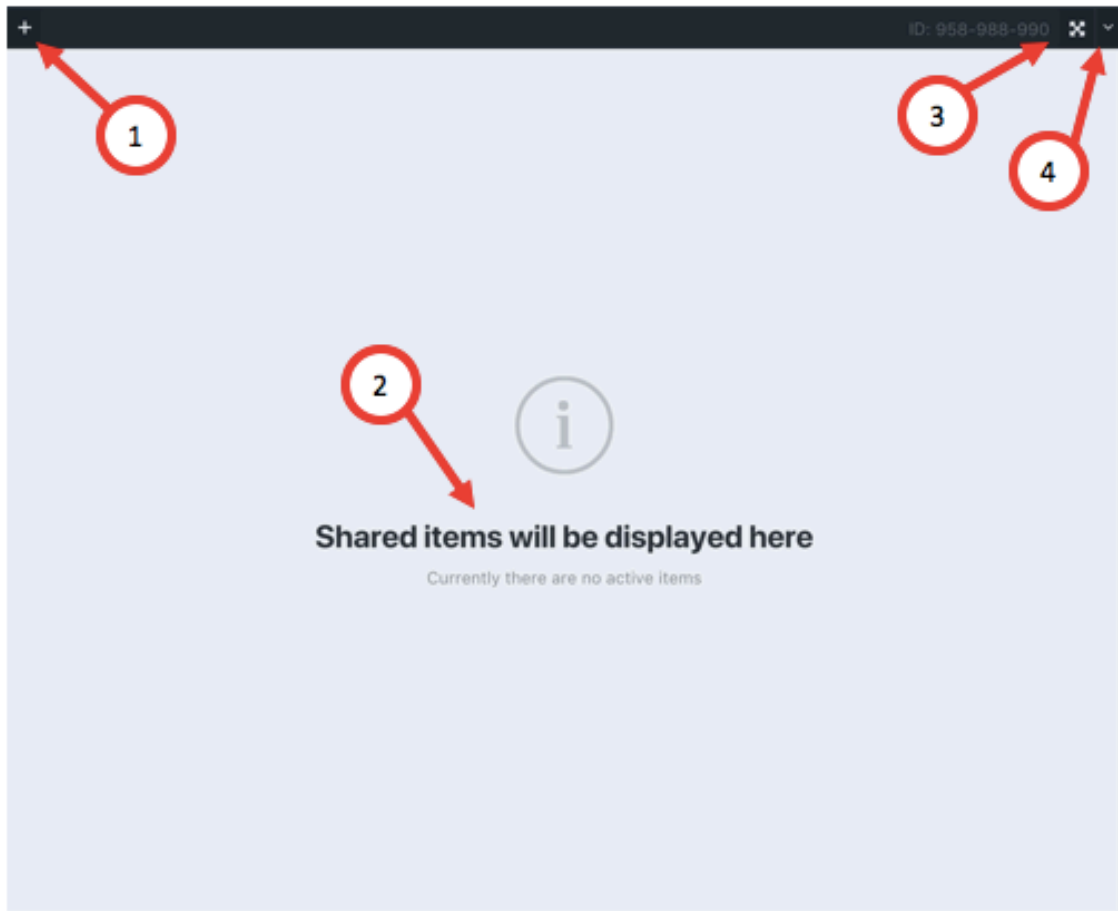 + ID: 958-988-990
1
3
4
2
i
Shared items will be displayed here
Currently there are no active items